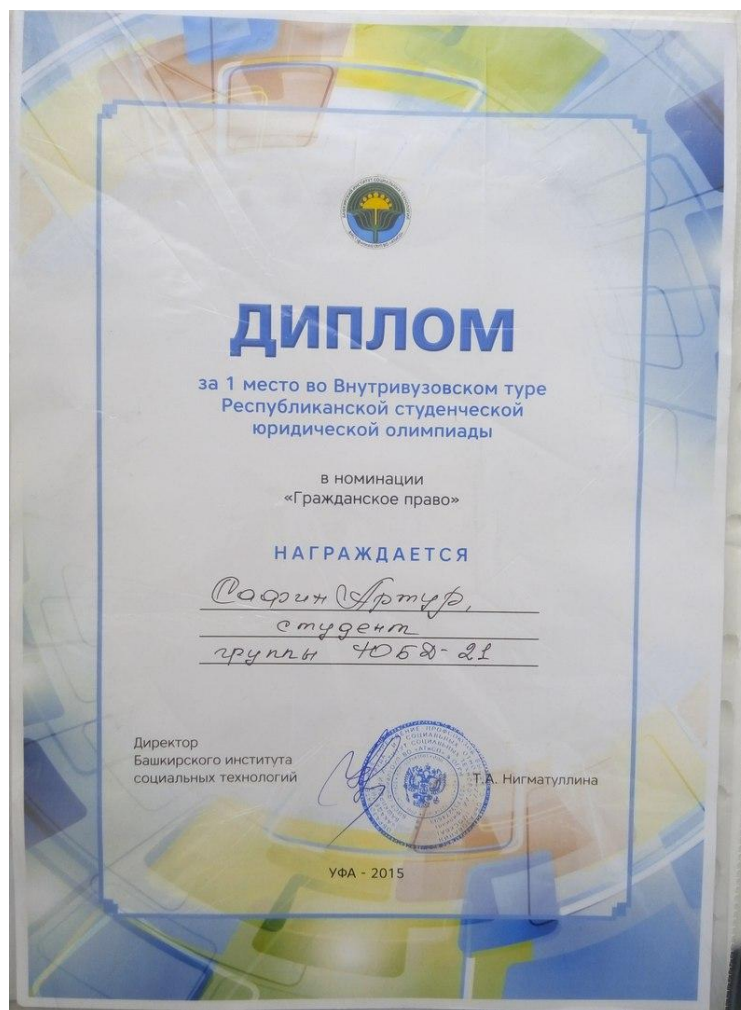 ДИПЛОМ
за 1 место во Внутривузовском туре
Республиканской студенческой
юридической олимпиады
в номинации
«Гражданское право»
НАГРАЖДАЕТСЯ
Сафин Артур,
студент
группы ЮБД-21
Директор
Башкирского института
социальных технологий
Т.А. Нигматуллина
УФА - 2015